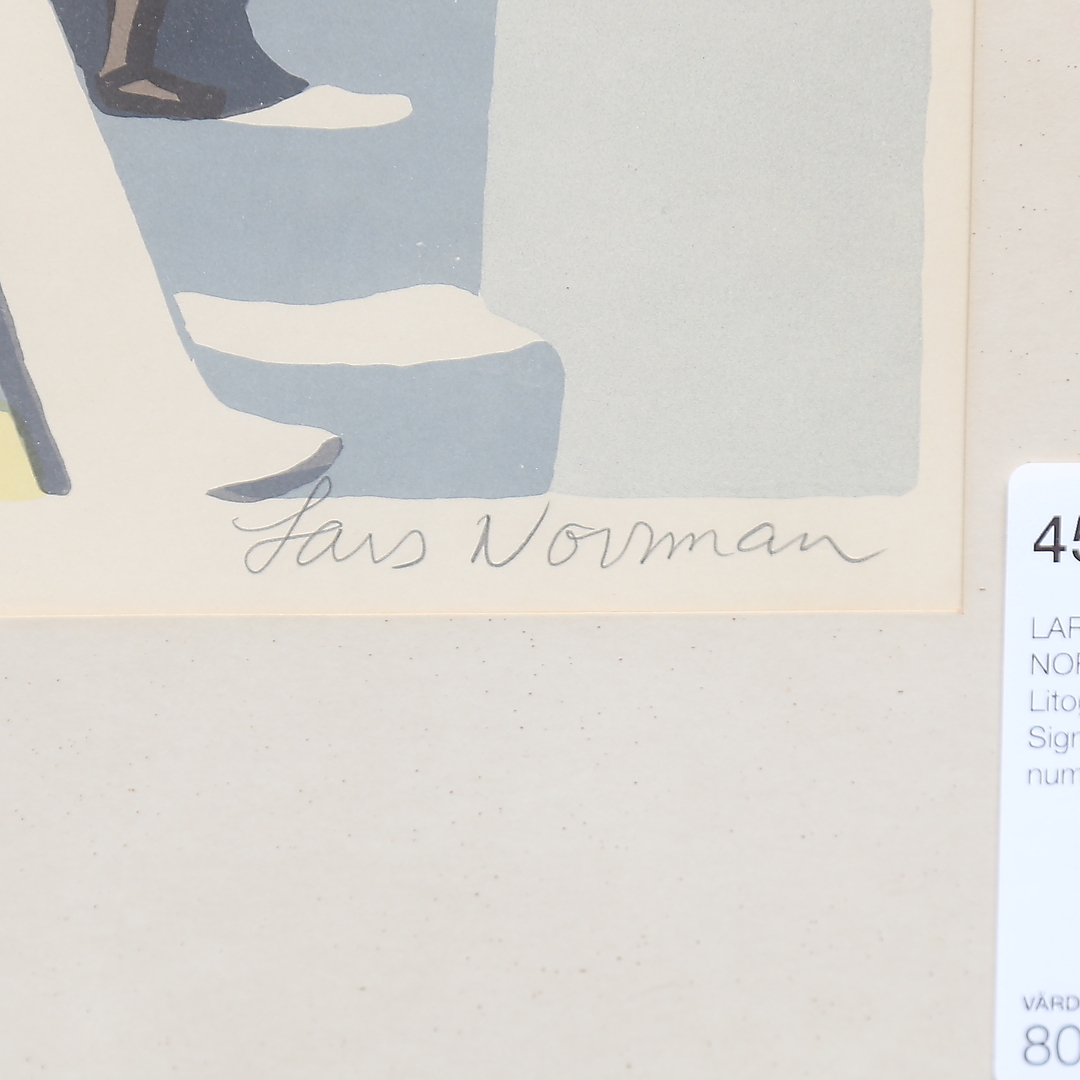 Lars Norman
45
LAR
NOR
Lito
Sign
num
VÄRD
80